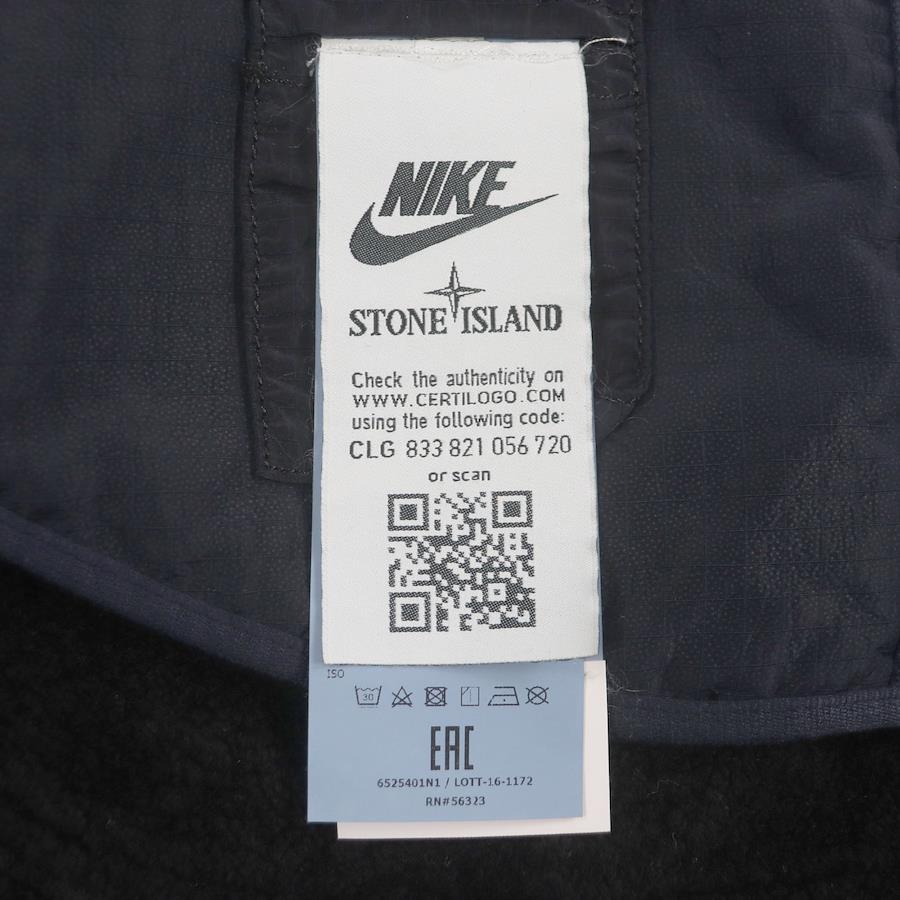 NIKE
STONE ISLAND
Check the authenticity on
WWW.CERTILOGO.COM
using the following code:
CLG 833 821 056 720
or scan
ISO
30
EAC
6525401N1 / LOTT-16-1172
RN#56323